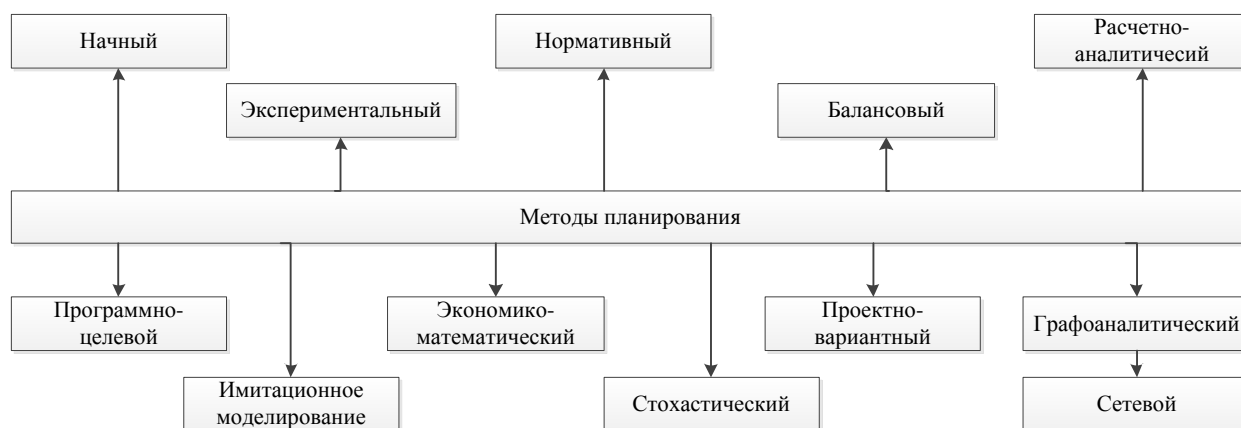 Начный
Нормативный
Расчетно-
аналитичесий
Экспериментальный
Балансовый
Методы планирования
Программно-
целевой
Экономико-
математический
Проектно-
вариантный
Графоаналитический
Имитационное
моделирование
Стохастический
Сетевой